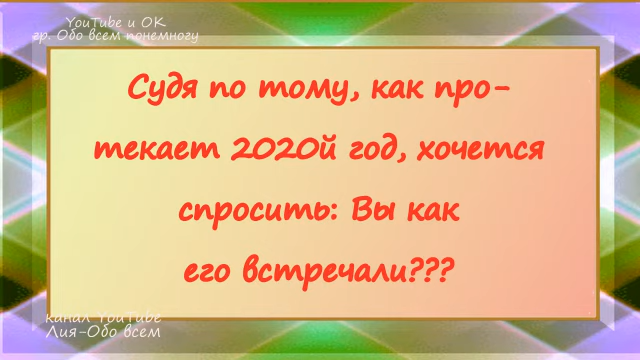 YouTube и ОК
гр. Обо всем понемногу
Судя по тому, как про-
текает 2020й год, хочется
спросить: Вы как
его встречали???
канал YouTube
Лия-Обо всем